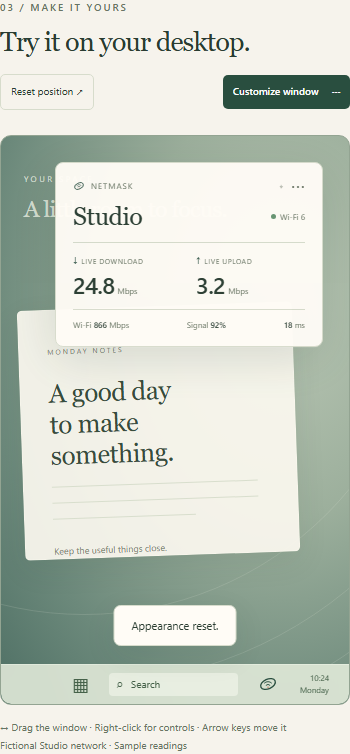 03 / MAKE IT YOURS
Try it on your desktop.
Reset position ↗
Customize window
YOUR
NETMASK
Studio
Wi-Fi 6
↓ LIVE DOWNLOAD
↑ LIVE UPLOAD
24.8 Mbps
3.2 Mbps
Wi-Fi 866 Mbps
Signal 92%
18 ms
MONDAY NOTES
A good day
to make
something.
Keep the useful things close.
Appearance reset.
Search
10:24
Monday
↔ Drag the window · Right-click for controls · Arrow keys move it
Fictional Studio network · Sample readings